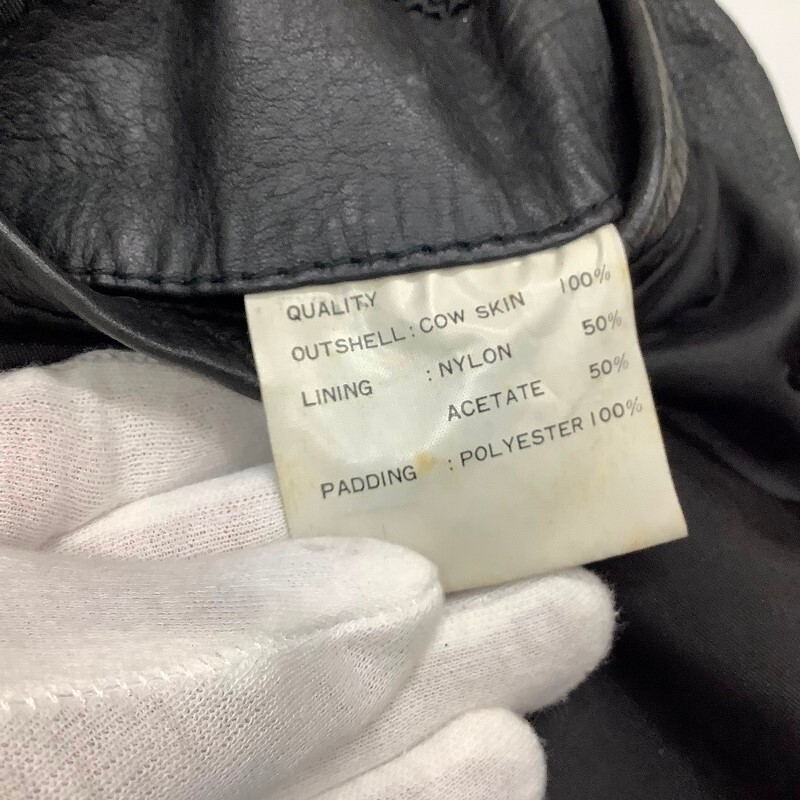 QUALITY
OUTSHELL : COW SKIN 100%
LINING : NYLON 50%
ACETATE 50%
PADDING : POLYESTER 100%